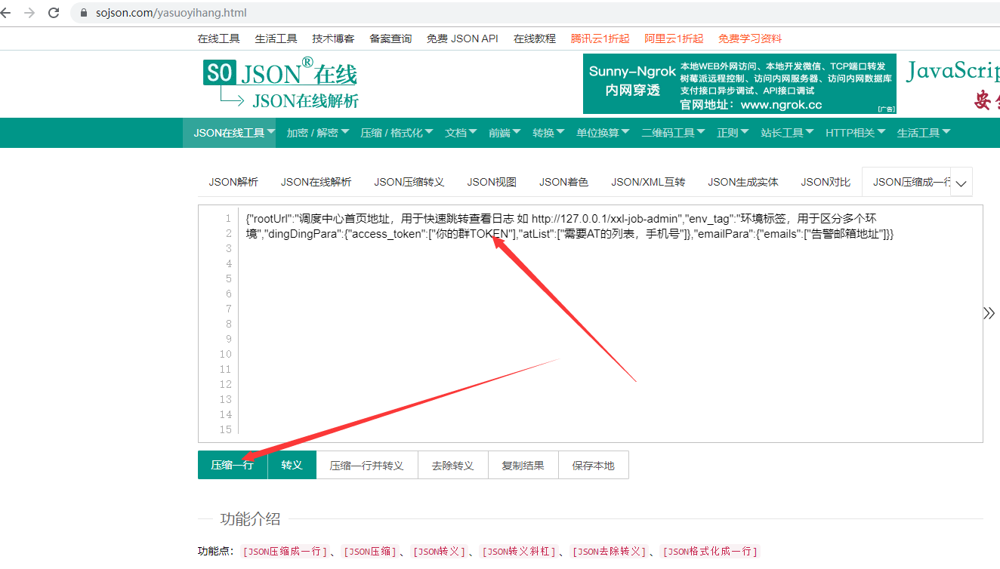 sojson.com/yasuoyihang.html
在线工具 生活工具 技术博客 备案查询 免费 JSON API 在线教程 腾讯云1折起 阿里云1折起 免费学习资料
SO JSON®在线
JSON在线解析
Sunny-Ngrok
内网穿透
本地WEB外网访问、本地开发微信、TCP端口转发
树莓派远程控制、访问内网服务器、访问内网数据库
支付接口异步调试、API接口调试
官网地址：www.ngrok.cc
[广告]
JavaScrip
安全
JSON在线工具 加密 / 解密 压缩 / 格式化 文档 前端 转换 单位换算 二维码工具 正则 站长工具 HTTP相关 生活工具
JSON解析 JSON在线解析 JSON压缩转义 JSON视图 JSON着色 JSON/XML互转 JSON生成实体 JSON对比 JSON压缩成一行
1 {"rootUrl":"调度中心首页地址，用于快速跳转查看日志 如 http://127.0.0.1/xxl-job-admin","env_tag":"环境标签，用于区分多个环
2 境","dingDingPara":{"access_token":["你的群TOKEN"],"atList":["需要AT的列表，手机号"]},"emailPara":{"emails":["告警邮箱地址"]}}
3
4
5
6
7
8
9
10
11
12
13
14
15
压缩一行 转义 压缩一行并转义 去除转义 复制结果 保存本地
功能介绍
功能点： [JSON压缩成一行]、[JSON压缩]、[JSON转义]、[JSON转义斜杠]、[JSON去除转义]、[JSON格式化成一行]